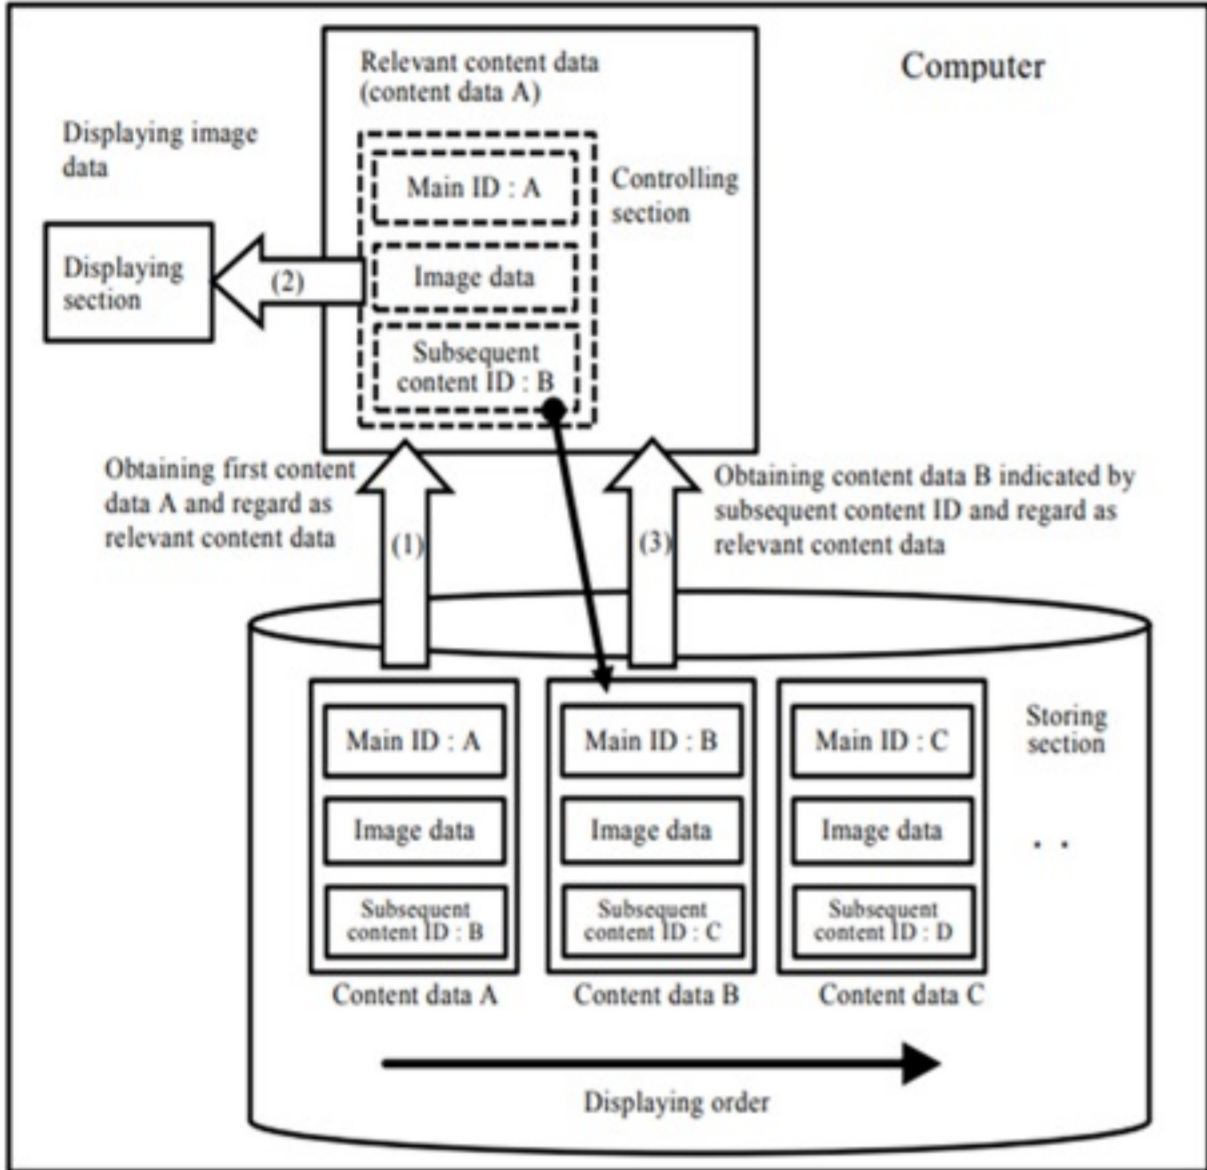 Computer
Relevant content data
(content data A)
Displaying image
data
Main ID : A
Controlling
section
Displaying
section
(2)
Image data
Subsequent
content ID : B
Obtaining first content
data A and regard as
relevant content data
(1)
(3)
Obtaining content data B indicated by
subsequent content ID and regard as
relevant content data
Main ID : A
Image data
Subsequent
content ID : B
Content data A
Main ID : B
Image data
Subsequent
content ID : C
Content data B
Main ID : C
Image data
Subsequent
content ID : D
Content data C
Storing
section
. .
Displaying order